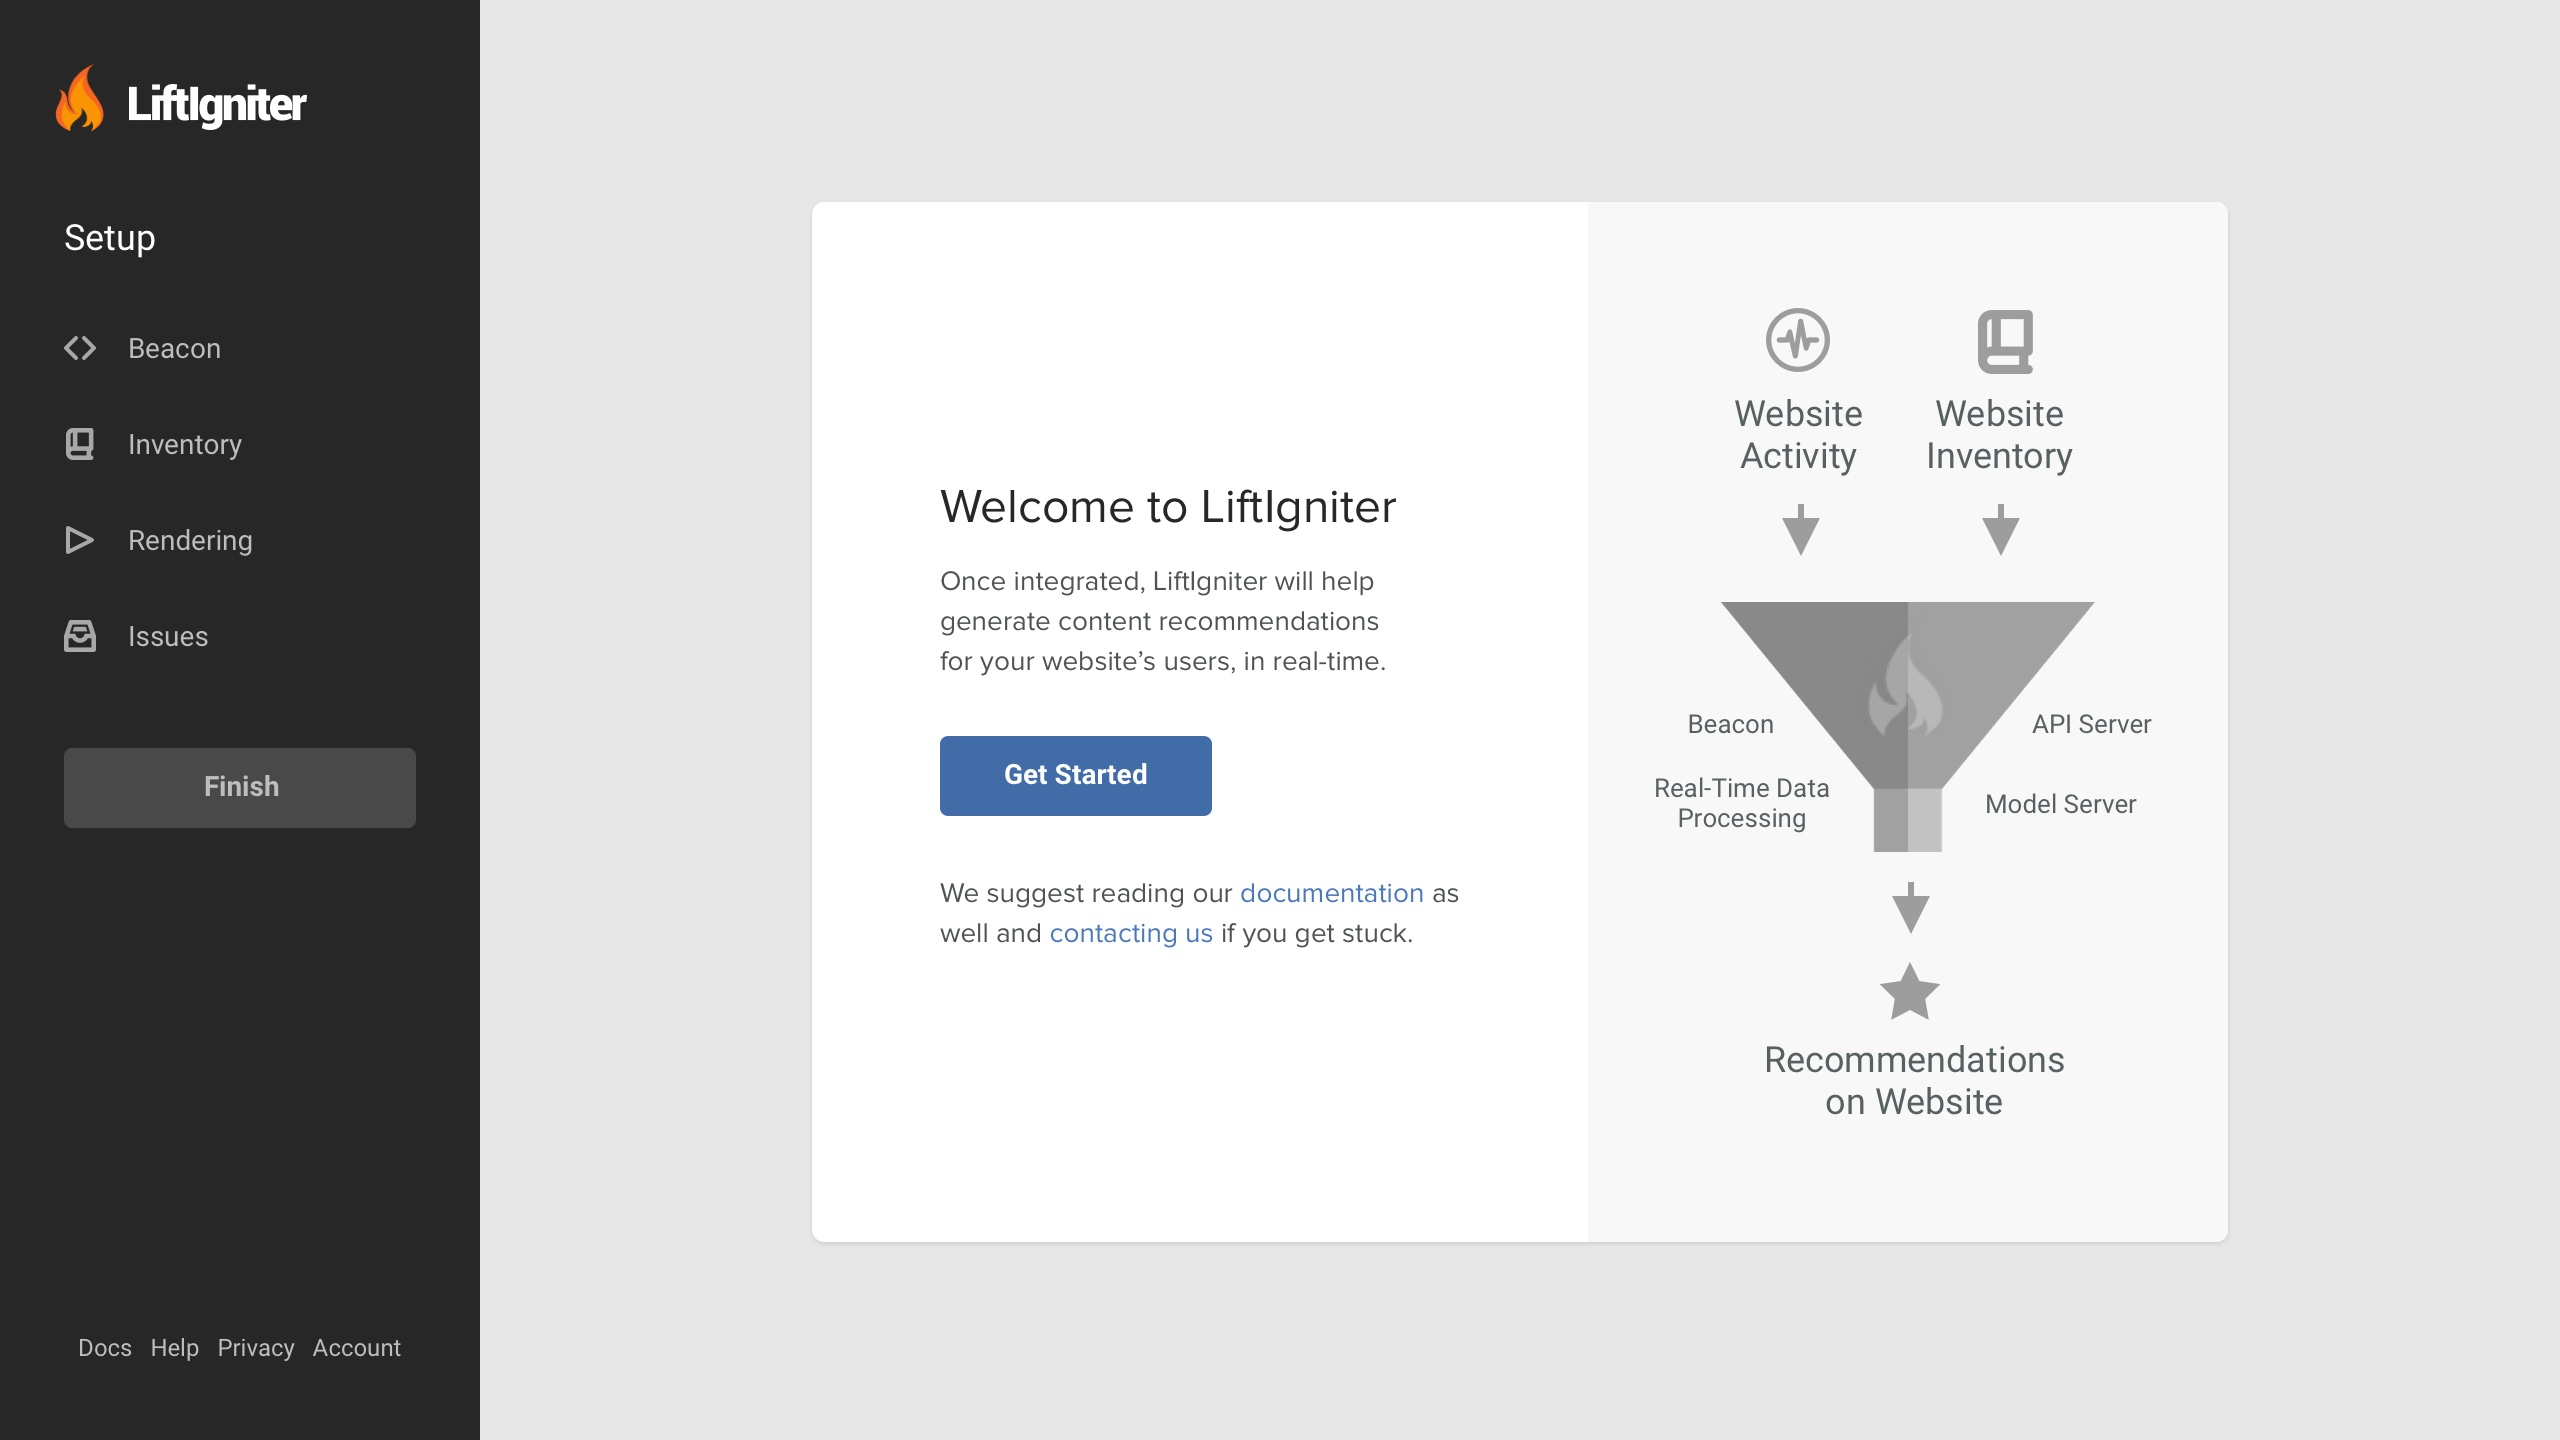 LiftIgniter
Setup
Beacon
Inventory
Rendering
Issues
Finish
Docs Help Privacy Account
Welcome to LiftIgniter
Once integrated, LiftIgniter will help
generate content recommendations
for your website’s users, in real-time.
Get Started
We suggest reading our documentation as
well and contacting us if you get stuck.
Website
Activity
Website
Inventory
Beacon
API Server
Real-Time Data
Processing
Model Server
Recommendations
on Website